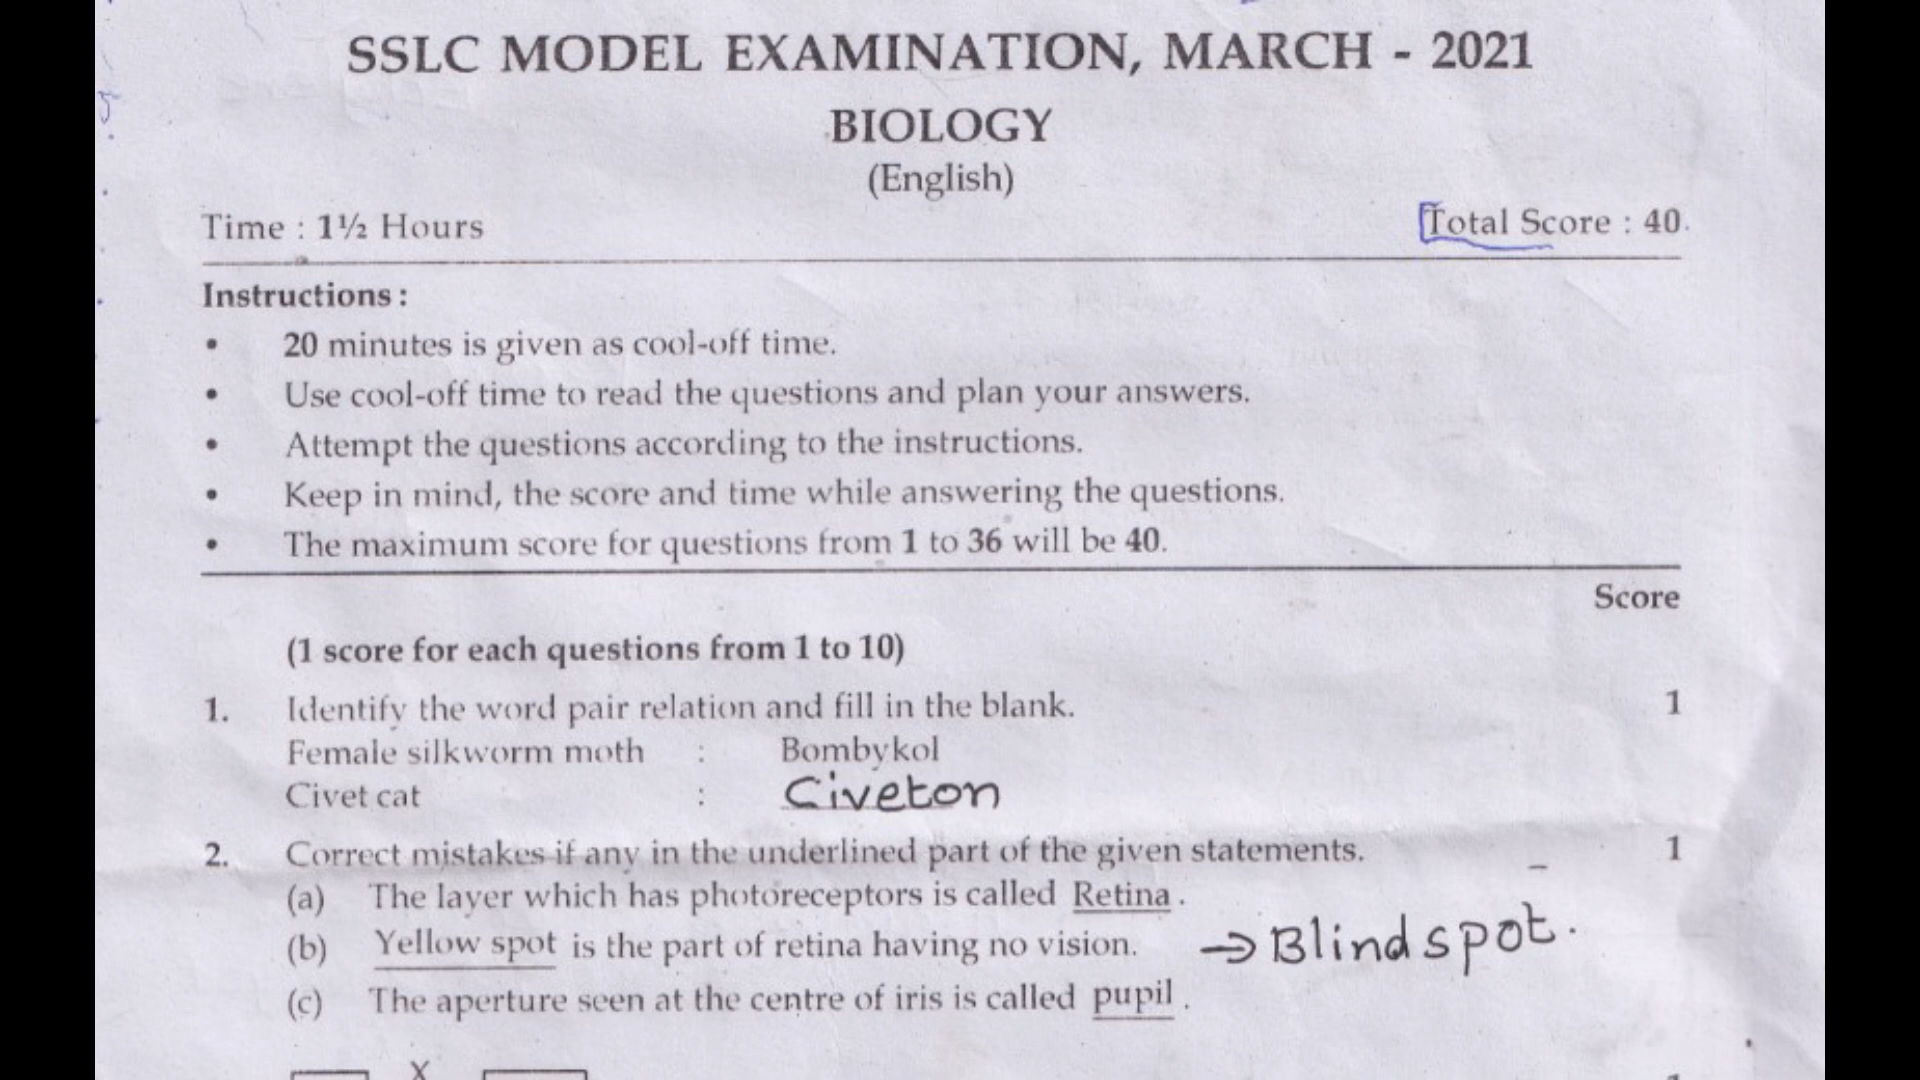 SSLC MODEL EXAMINATION, MARCH - 2021
BIOLOGY
(English)
Time : 1½ Hours Total Score : 40
Instructions :
• 20 minutes is given as cool-off time.
• Use cool-off time to read the questions and plan your answers.
• Attempt the questions according to the instructions.
• Keep in mind, the score and time while answering the questions.
• The maximum score for questions from 1 to 36 will be 40.
Score
(1 score for each questions from 1 to 10)
1. Identify the word pair relation and fill in the blank. 1
Female silkworm moth : Bombykol
Civet cat : Civeton
2. Correct mistakes if any in the underlined part of the given statements. 1
(a) The layer which has photoreceptors is called Retina.
(b) Yellow spot is the part of retina having no vision. → Blind spot.
(c) The aperture seen at the centre of iris is called pupil.
X